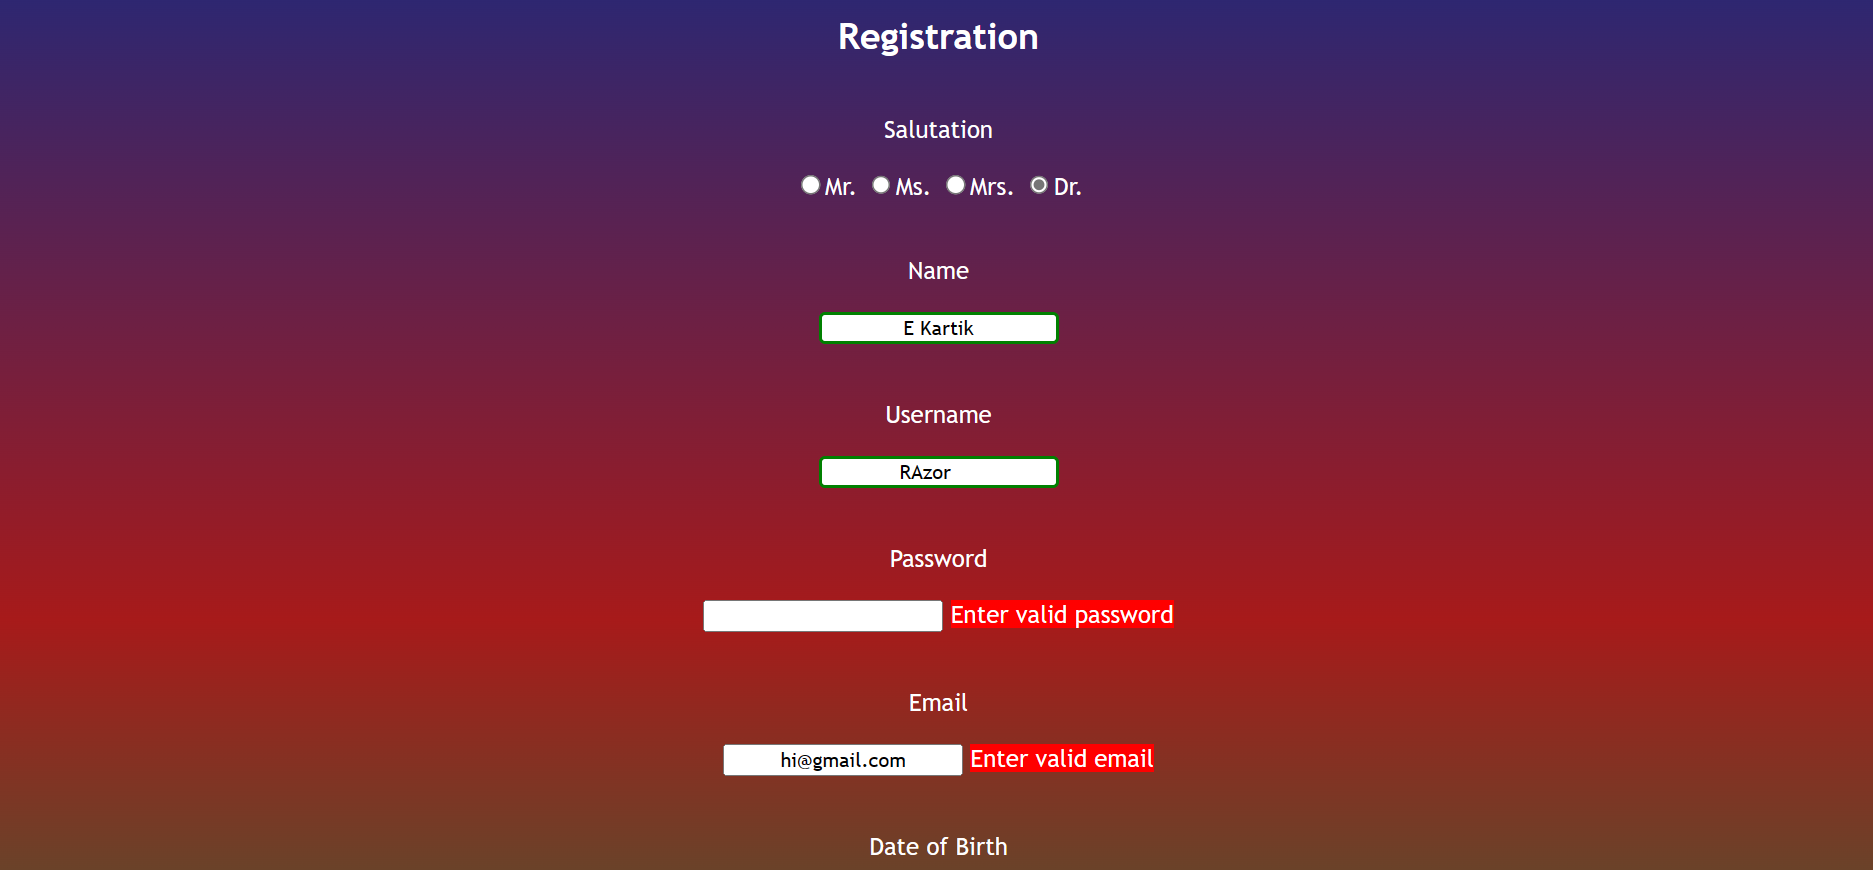 Registration
Salutation
Mr. Ms. Mrs. Dr.
Name
E Kartik
Username
RAzor
Password
Enter valid password
Email
hi@gmail.com Enter valid email
Date of Birth